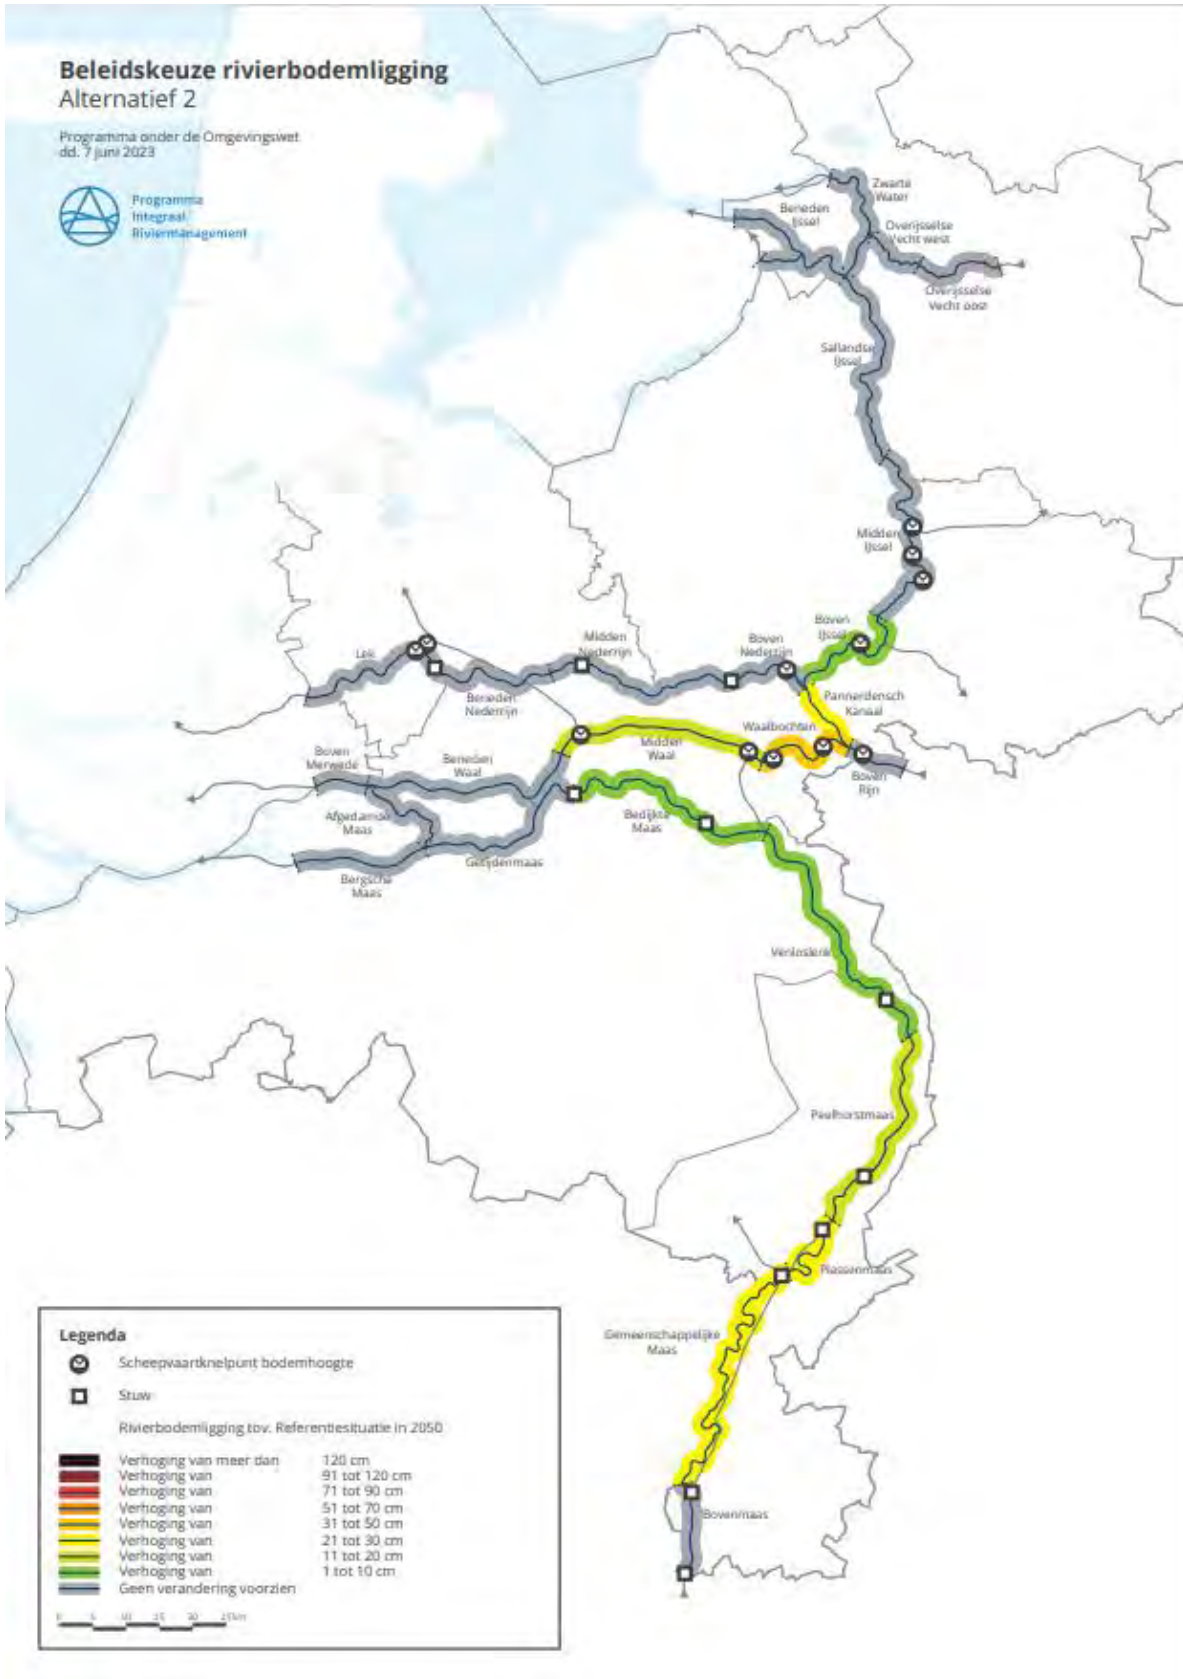 Beleidskeuze rivierbodemligging
Alternatief 2
Programma onder de Omgevingswet
dd. 7 juni 2023
Programma
Integraal
Riviermanagement
Zwarte
Water
Beneden
IJssel
Overijsselse
Vecht west
Overijsselse
Vecht oost
Sallandse
IJssel
Midden
IJssel
Boven
IJssel
Midden
Nederrijn
Boven
Nederrijn
Lek
Beneden
Nederrijn
Pannerdensch
Kanaal
Waalbochten
Midden
Waal
Boven
Merwede
Beneden
Waal
Boven
Rijn
Afgedamde
Maas
Bedijkte
Maas
Getijdenmaas
Bergsche
Maas
Venloslenk
Peelhorstmaas
Plassenmaas
Gemeenschappelijke
Maas
Bovenmaas
Legenda
Scheepvaartknelpunt bodemhoogte
Stuw
Rivierbodemligging tov. Referentiesituatie in 2050
Verhoging van meer dan 120 cm
Verhoging van 91 tot 120 cm
Verhoging van 71 tot 90 cm
Verhoging van 51 tot 70 cm
Verhoging van 31 tot 50 cm
Verhoging van 21 tot 30 cm
Verhoging van 11 tot 20 cm
Verhoging van 1 tot 10 cm
Geen verandering voorzien
0 5 10 15 20 25km